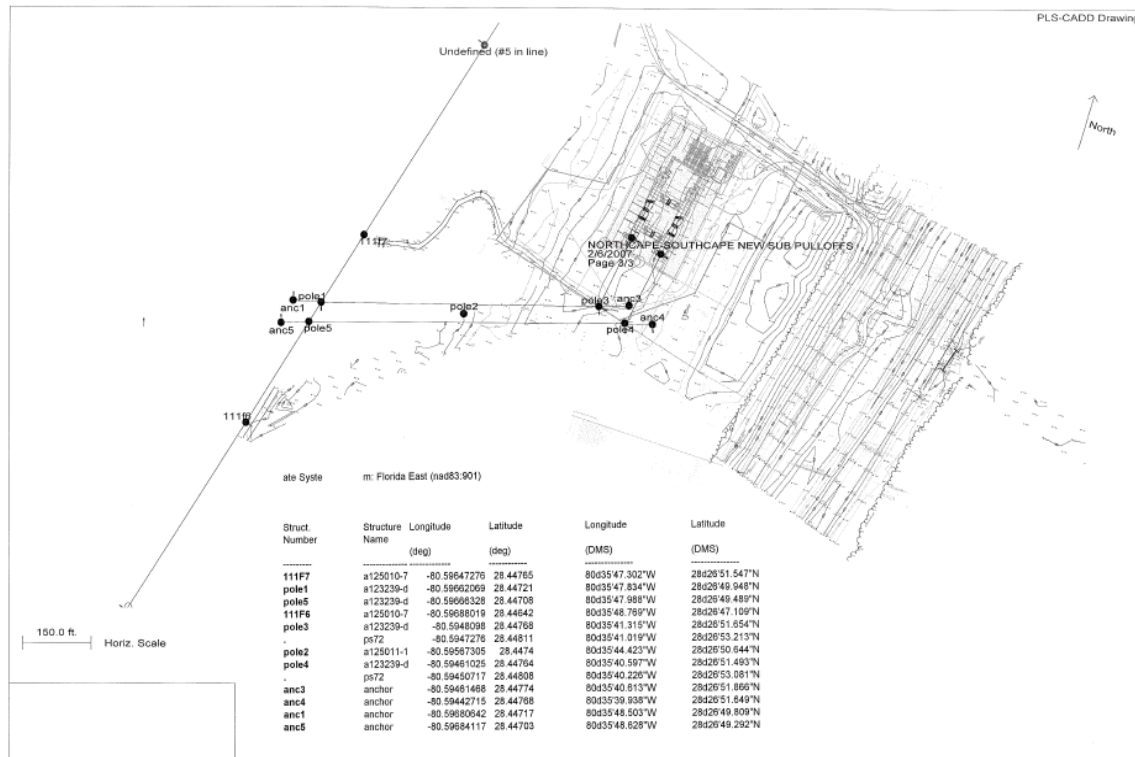 PLS-CADD Drawing
Undefined (#5 in line)
North
111f7
NORTHCAPE-SOUTHCAPE NEW SUB PULLOFFS
2/6/2007
Page 3/3
pole1
anc1
pole2
pole3
anc3
anc5
pole5
pole4
anc4
111f6
150.0 ft.
Horiz. Scale
ate Syste m: Florida East (nad83:901)
Struct. Structure Longitude Latitude Longitude Latitude
Number Name (deg) (deg) (DMS) (DMS)
111F7 a125010-7 -80.59647276 28.44765 80d35'47.302"W 28d26'51.547"N
pole1 a123239-d -80.59662069 28.44721 80d35'47.834"W 28d26'49.948"N
pole5 a123239-d -80.59666328 28.44708 80d35'47.988"W 28d26'49.489"N
111F6 a125010-7 -80.59688019 28.44642 80d35'48.769"W 28d26'47.109"N
pole3 a123239-d -80.5948098 28.44768 80d35'41.315"W 28d26'51.654"N
. ps72 -80.5947276 28.44811 80d35'41.019"W 28d26'53.213"N
pole2 a125011-1 -80.59567305 28.4474 80d35'44.423"W 28d26'50.644"N
pole4 a123239-d -80.59461025 28.44764 80d35'40.597"W 28d26'51.493"N
. ps72 -80.59450717 28.44808 80d35'40.226"W 28d26'53.081"N
anc3 anchor -80.59461468 28.44774 80d35'40.613"W 28d26'51.866"N
anc4 anchor -80.59442715 28.44768 80d35'39.938"W 28d26'51.649"N
anc1 anchor -80.59680642 28.44717 80d35'48.503"W 28d26'49.809"N
anc5 anchor -80.59684117 28.44703 80d35'48.628"W 28d26'49.292"N